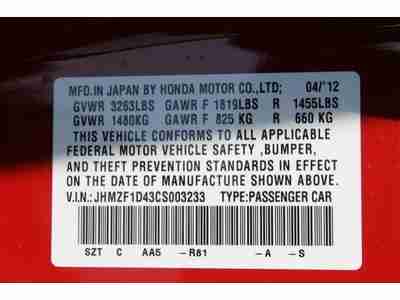 MFD. IN JAPAN BY HONDA MOTOR CO.,LTD; 04/'12
GVWR 3263LBS GAWR F 1819LBS R 1455LBS
GVWR 1480KG GAWR F 825 KG R 660 KG
THIS VEHICLE CONFORMS TO ALL APPLICABLE
FEDERAL MOTOR VEHICLE SAFETY ,BUMPER,
AND THEFT PREVENTION STANDARDS IN EFFECT
ON THE DATE OF MANUFACTURE SHOWN ABOVE.
V.I.N.: JHMZF1D43CS003233 TYPE:PASSENGER CAR
SZT C AA5 -R81 -A -S